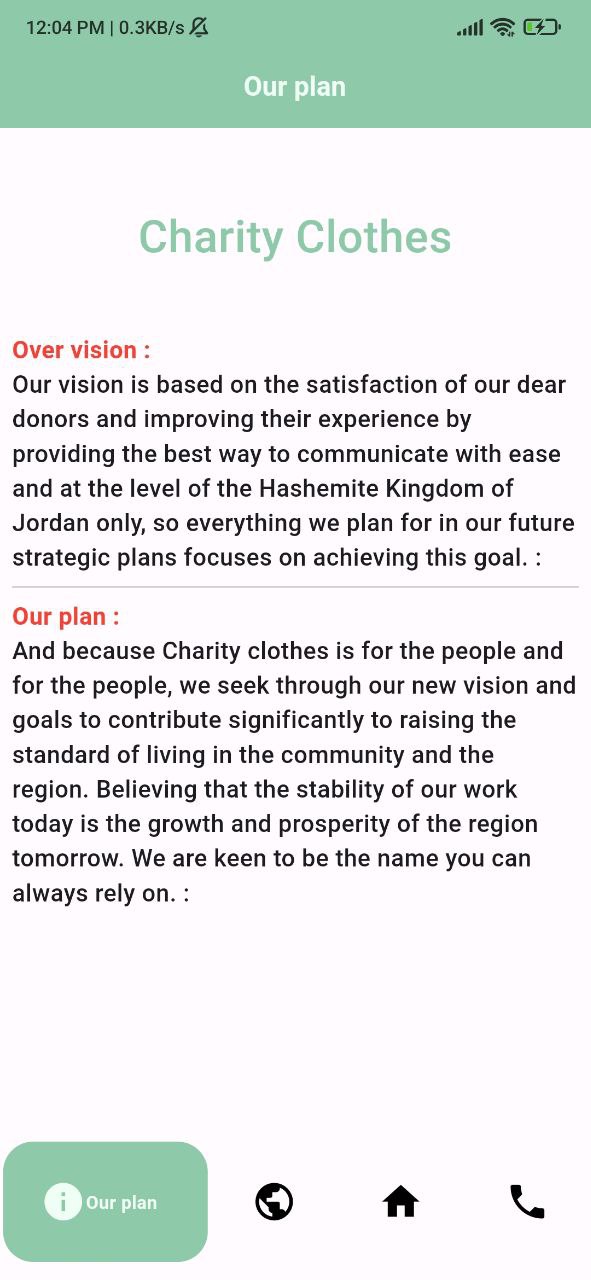 12:04 PM | 0.3KB/s
Our plan
Charity Clothes
Over vision :
Our vision is based on the satisfaction of our dear
donors and improving their experience by
providing the best way to communicate with ease
and at the level of the Hashemite Kingdom of
Jordan only, so everything we plan for in our future
strategic plans focuses on achieving this goal. :
Our plan :
And because Charity clothes is for the people and
for the people, we seek through our new vision and
goals to contribute significantly to raising the
standard of living in the community and the
region. Believing that the stability of our work
today is the growth and prosperity of the region
tomorrow. We are keen to be the name you can
always rely on. :
Our plan